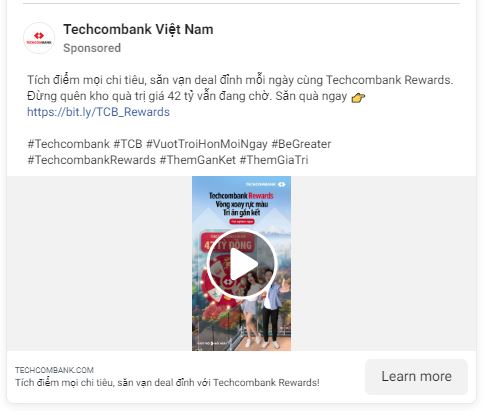 Techcombank Việt Nam
Sponsored
TECHCOMBANK
Tích điểm mọi chi tiêu, săn vạn deal đỉnh mỗi ngày cùng Techcombank Rewards.
Đừng quên kho quà trị giá 42 tỷ vẫn đang chờ. Săn quà ngay 👉
https://bit.ly/TCB_Rewards
#Techcombank #TCB #VuotTroiHonMoiNgay #BeGreater
#TechcombankRewards #ThemGanKet #ThemGiaTri
TECHCOMBANK
Techcombank Rewards
Vòng xoay rực màu
Tri ân gắn kết
42 TỶ ĐỒNG
TECHCOMBANK.COM
Tích điểm mọi chi tiêu, săn vạn deal đỉnh với Techcombank Rewards!
Learn more